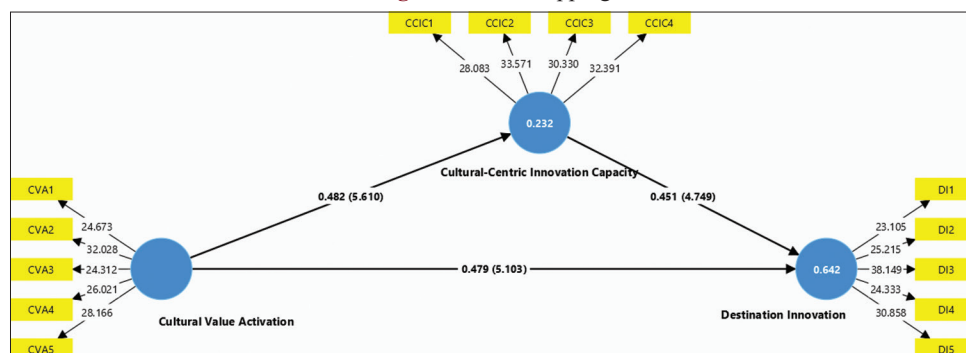 pping
CCIC1 CCIC2 CCIC3 CCIC4
28.083 33.571 30.330 32.391
0.232
Cultural-Centric Innovation Capacity
0.482 (5.610) 0.451 (4.749)
CVA1 DI1
24.673 23.105
CVA2 DI2
32.028 25.215
CVA3 24.312 0.479 (5.103) 0.642 38.149 DI3
26.021 24.333
CVA4 DI4
28.166 30.858
Cultural Value Activation Destination Innovation
CVA5 DI5